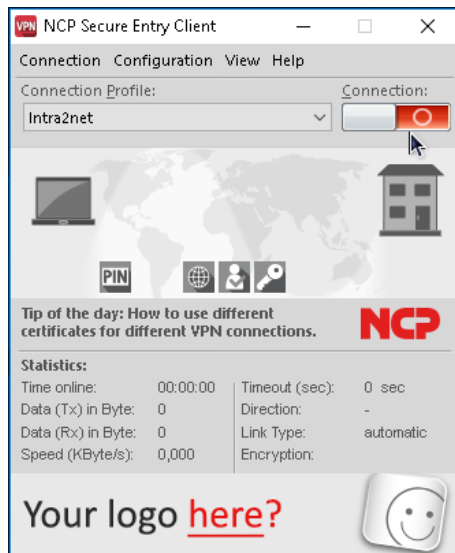 VPN NCP Secure Entry Client
Connection Configuration View Help
Connection Profile: Connection:
Intra2net
PIN
Tip of the day: How to use different
certificates for different VPN connections.
NCP
Statistics:
Time online: 00:00:00 Timeout (sec): 0 sec
Data (Tx) in Byte: 0 Direction: -
Data (Rx) in Byte: 0 Link Type: automatic
Speed (KByte/s): 0,000 Encryption:
Your logo here?